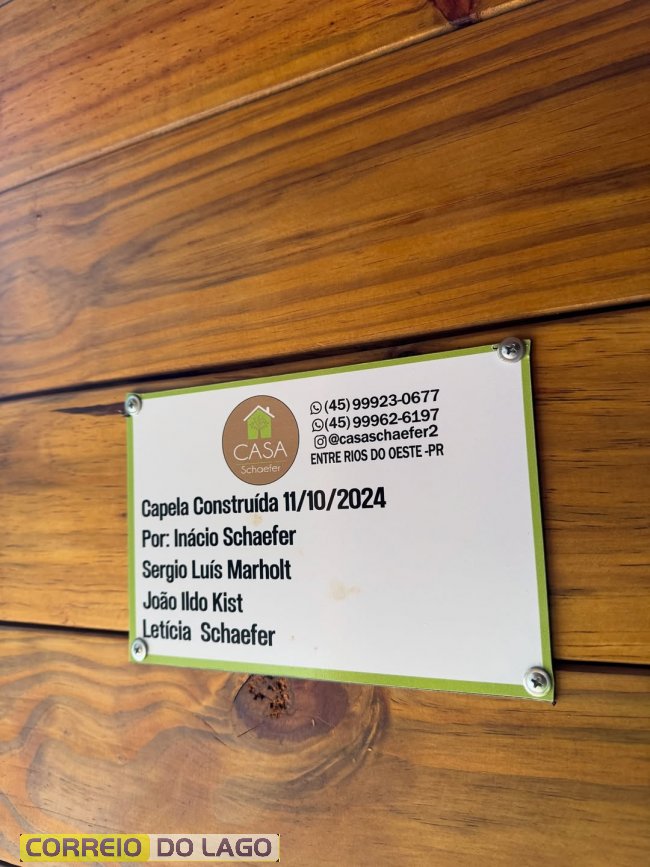 CASA
Schaefer
(45) 99923-0677
(45) 99962-6197
@casaschaefer2
ENTRE RIOS DO OESTE -PR
Capela Construída 11/10/2024
Por: Inácio Schaefer
Sergio Luís Marholt
João Ildo Kist
Letícia Schaefer
CORREIO DO LAGO